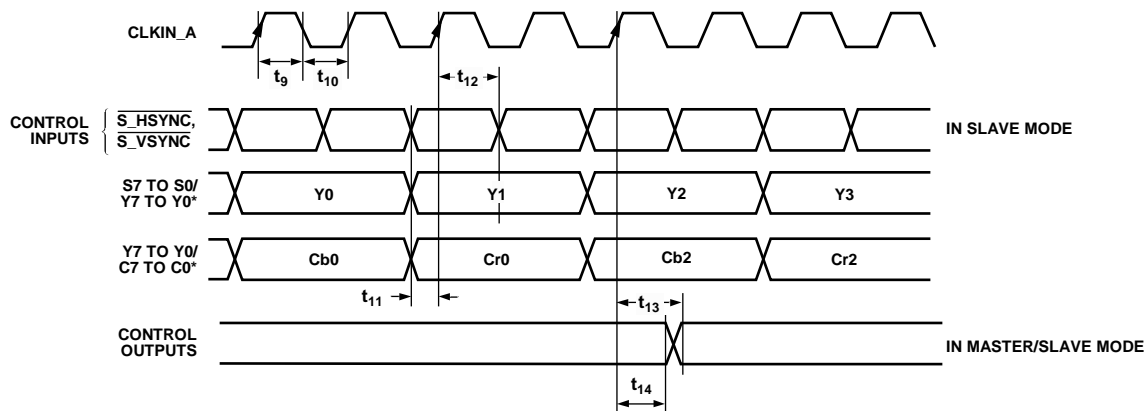 CLKIN_A
t9
t10
t12
CONTROL
INPUTS
S_HSYNC,
S_VSYNC
IN SLAVE MODE
S7 TO S0/
Y7 TO Y0*
Y0
Y1
Y2
Y3
Y7 TO Y0/
C7 TO C0*
Cb0
Cr0
Cb2
Cr2
t11
t13
CONTROL
OUTPUTS
IN MASTER/SLAVE MODE
t14